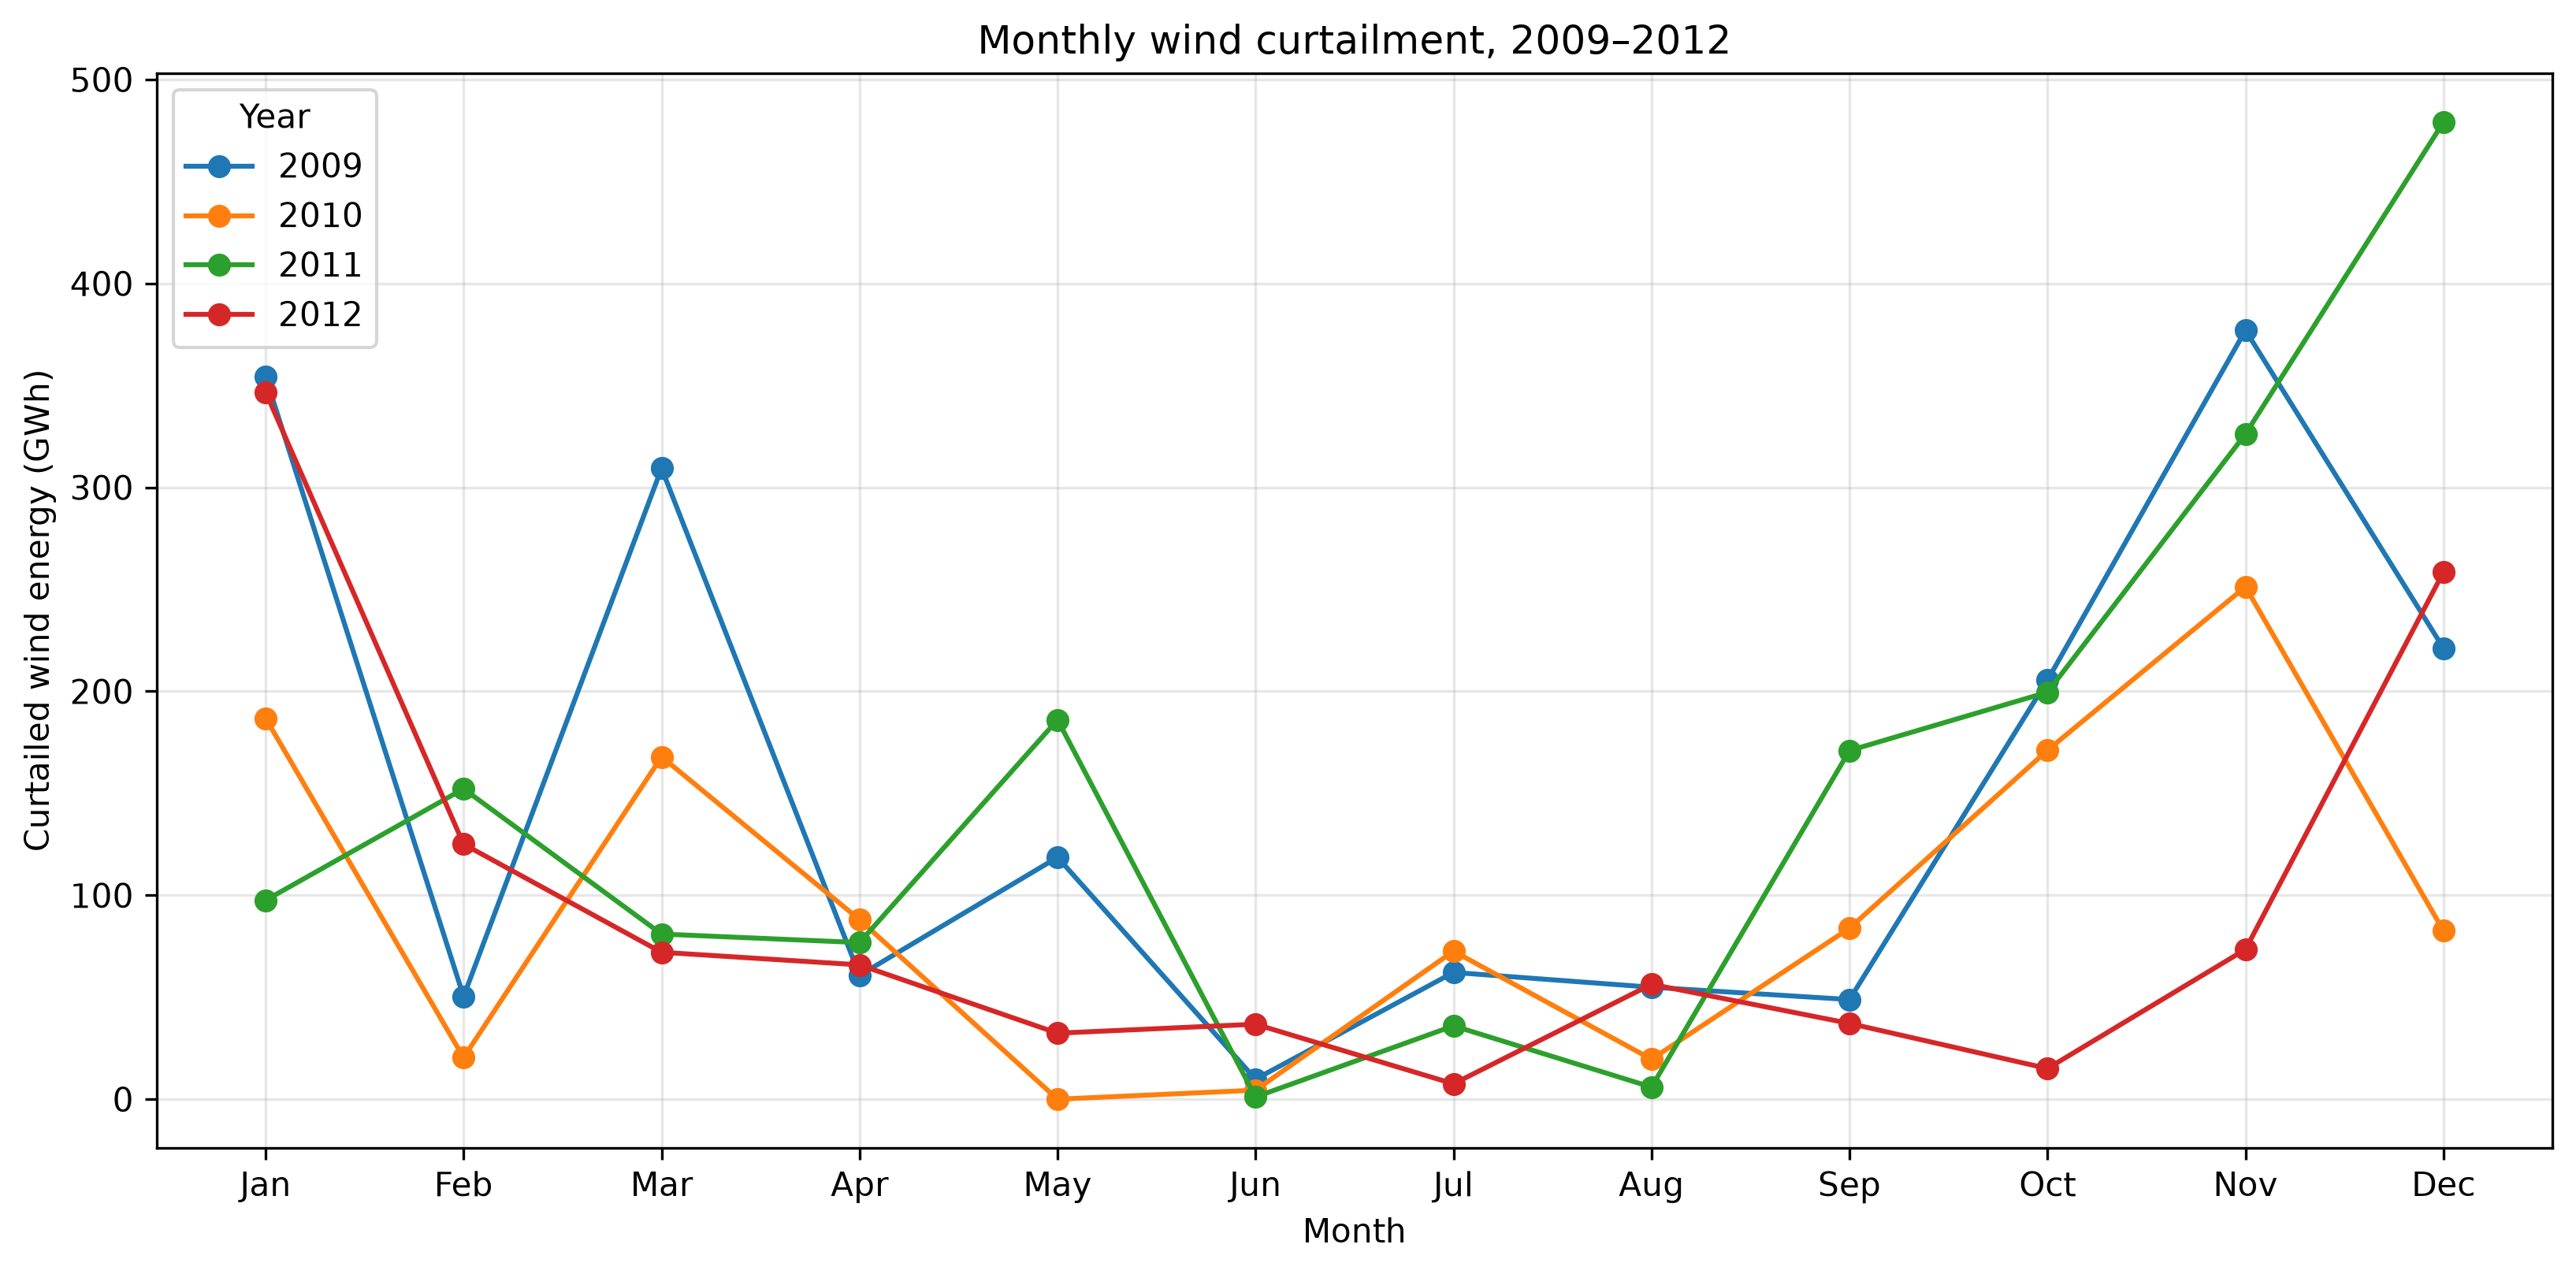 Monthly wind curtailment, 2009–2012
Curtailed wind energy (GWh)
500
400
300
200
100
0
Year
2009
2010
2011
2012
Jan Feb Mar Apr May Jun Jul Aug Sep Oct Nov Dec
Month